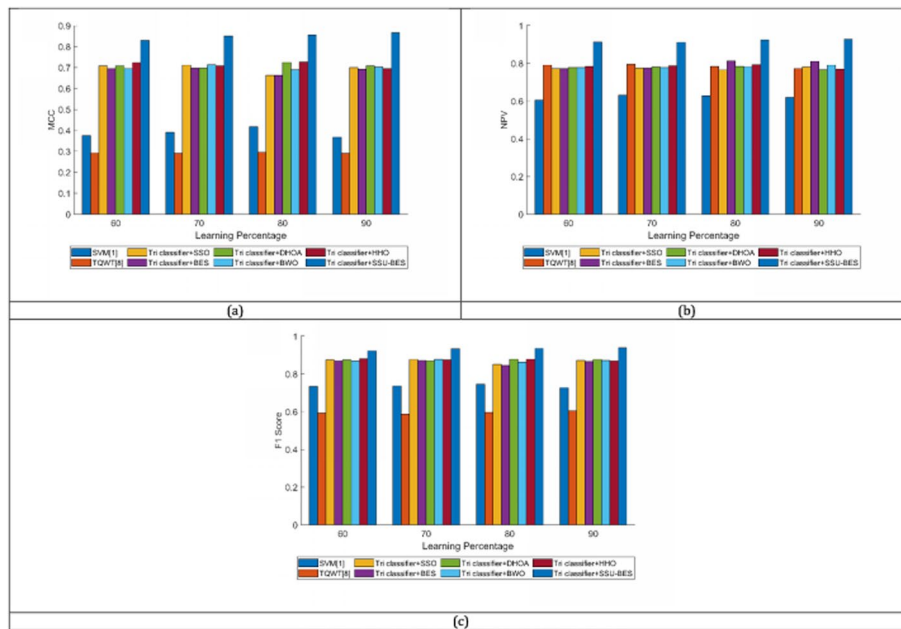 0.9
0.8
0.7
0.6
0.5
0.4
0.3
0.2
0.1
0
MCC
60 70 80 90
Learning Percentage
SVM[1] Tri classifier+SSO Tri classifier+DHOA Tri classifier+HHO
TQWT[8] Tri classifier+BES Tri classifier+BWO Tri classifier+SSU-BES
(a)
1
0.8
0.6
0.4
0.2
0
NPV
60 70 80 90
Learning Percentage
SVM[1] Tri classifier+SSO Tri classifier+DHOA Tri classifier+HHO
TQWT[8] Tri classifier+BES Tri classifier+BWO Tri classifier+SSU-BES
(b)
1
0.8
0.6
0.4
0.2
0
F1 Score
60 70 80 90
Learning Percentage
SVM[1] Tri classifier+SSO Tri classifier+DHOA Tri classifier+HHO
TQWT[8] Tri classifier+BES Tri classifier+BWO Tri classifier+SSU-BES
(c)